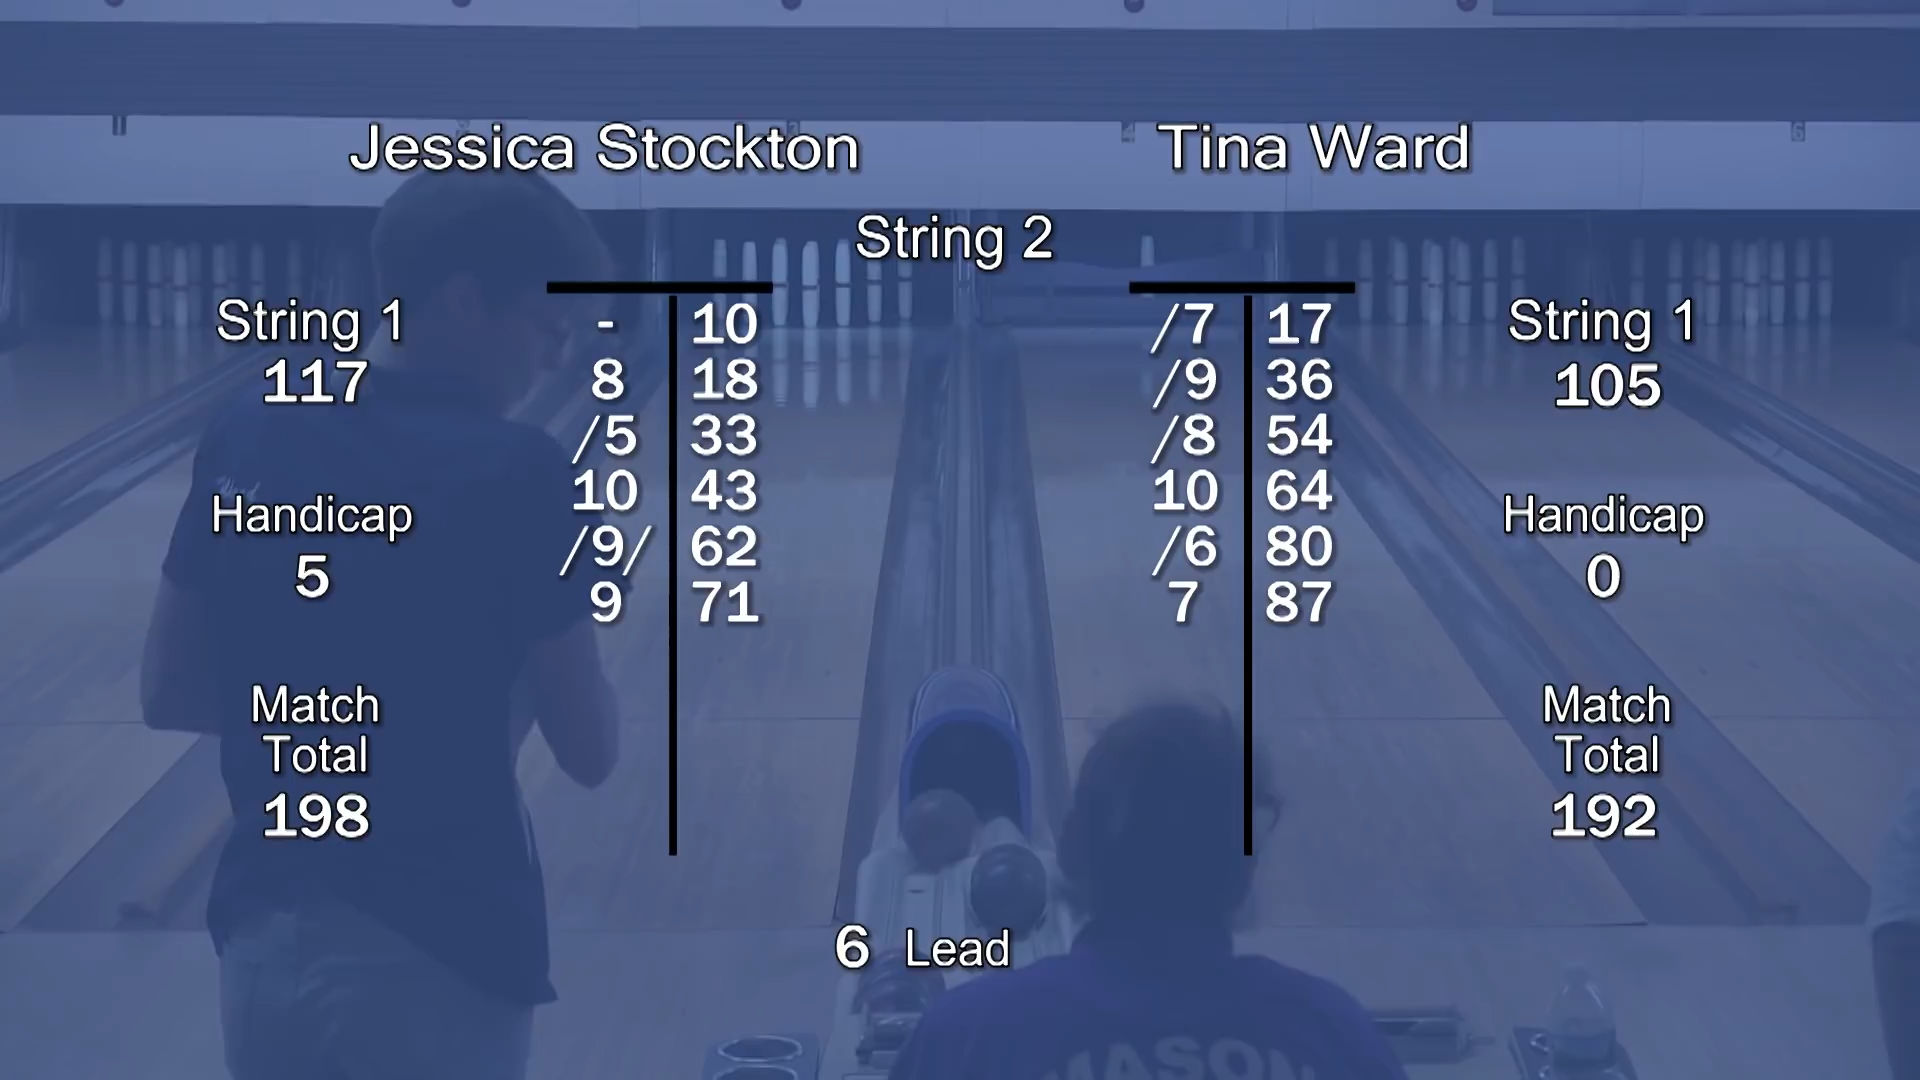 Jessica Stockton
Tina Ward
String 2
String 1
117
Handicap
5
Match
Total
198
- 10
8 18
/5 33
10 43
/9/ 62
9 71
/7 17
/9 36
/8 54
10 64
/6 80
7 87
String 1
105
Handicap
0
Match
Total
192
6 Lead
MASON